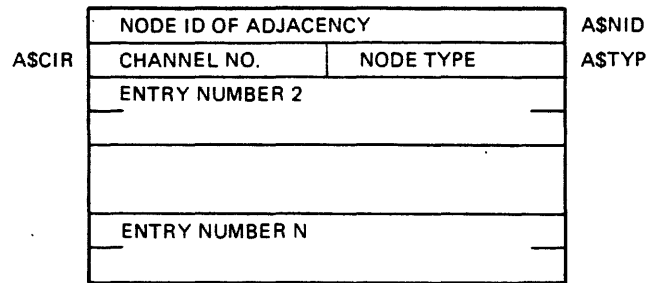 NODE ID OF ADJACENCY A$NID
A$CIR CHANNEL NO. NODE TYPE A$TYP
ENTRY NUMBER 2
ENTRY NUMBER N